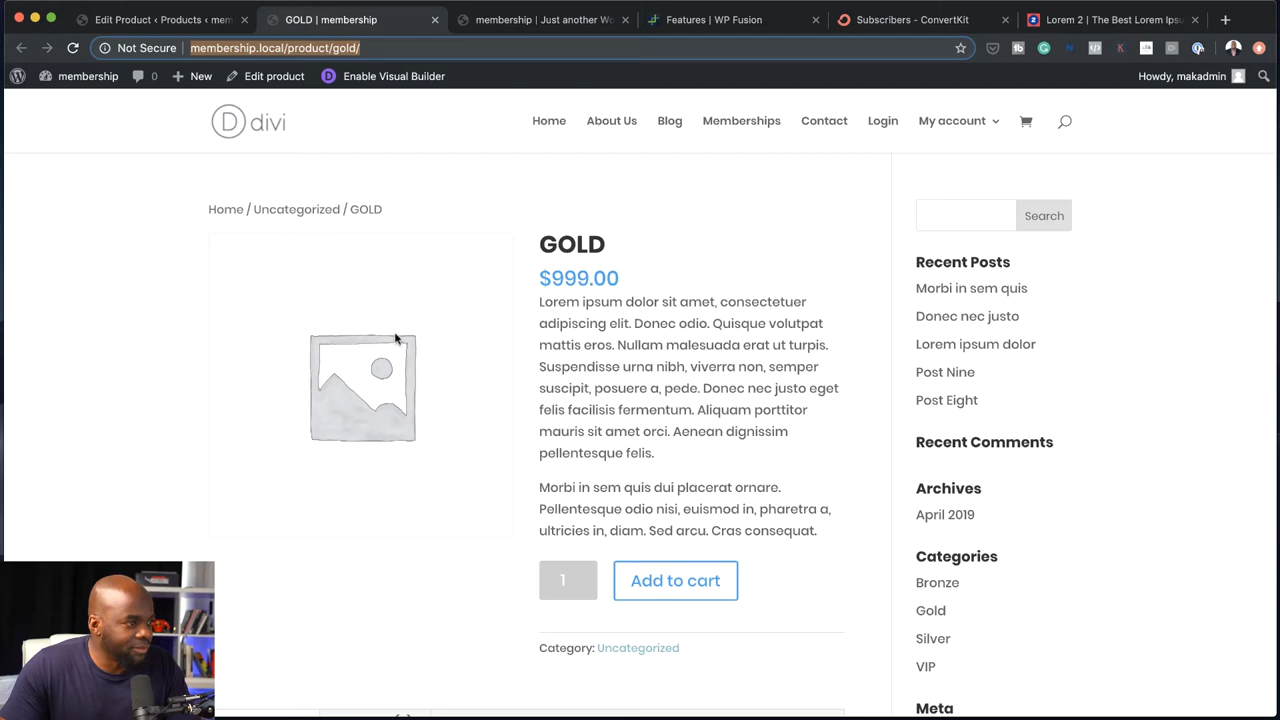 Edit Product ‹ Products ‹ mem
GOLD | membership
membership | Just another Wo
Features | WP Fusion
Subscribers - ConvertKit
Lorem 2 | The Best Lorem Ipsu
Not Secure
membership.local/product/gold/
membership
0
New
Edit product
D
Enable Visual Builder
Howdy, makadmin
D divi
Home
About Us
Blog
Memberships
Contact
Login
My account
Home / Uncategorized / GOLD
GOLD
$999.00
Lorem ipsum dolor sit amet, consectetuer
adipiscing elit. Donec odio. Quisque volutpat
mattis eros. Nullam malesuada erat ut turpis.
Suspendisse urna nibh, viverra non, semper
suscipit, posuere a, pede. Donec nec justo eget
felis facilisis fermentum. Aliquam porttitor
mauris sit amet orci. Aenean dignissim
pellentesque felis.
Morbi in sem quis dui placerat ornare.
Pellentesque odio nisi, euismod in, pharetra a,
ultricies in, diam. Sed arcu. Cras consequat.
1
Add to cart
Category: Uncategorized
Search
Recent Posts
Morbi in sem quis
Donec nec justo
Lorem ipsum dolor
Post Nine
Post Eight
Recent Comments
Archives
April 2019
Categories
Bronze
Gold
Silver
VIP
Meta